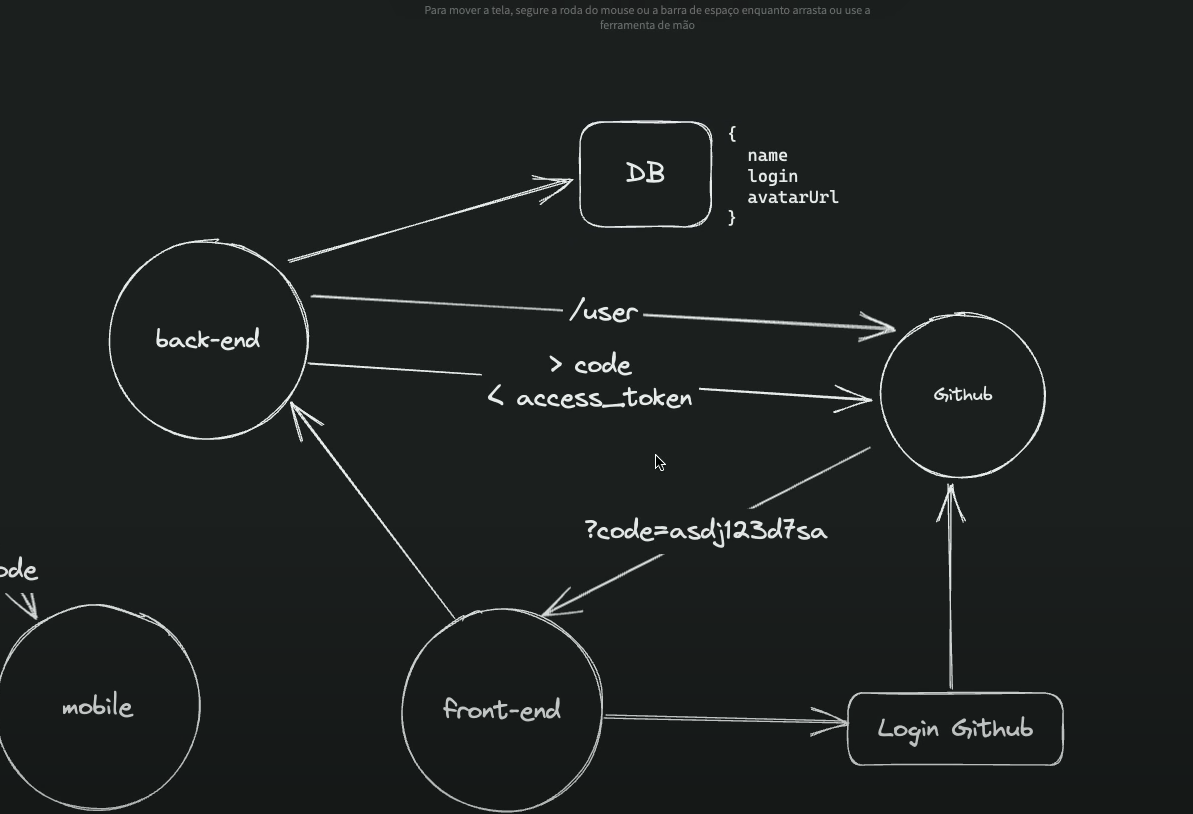 Para mover a tela, segure a roda do mouse ou a barra de espaço enquanto arrasta ou use a
ferramenta de mão
DB
{
name
login
avatarUrl
}
back-end
/user
> code
< access_token
Github
?code=asdj123d7sa
ode
mobile
front-end
Login Github